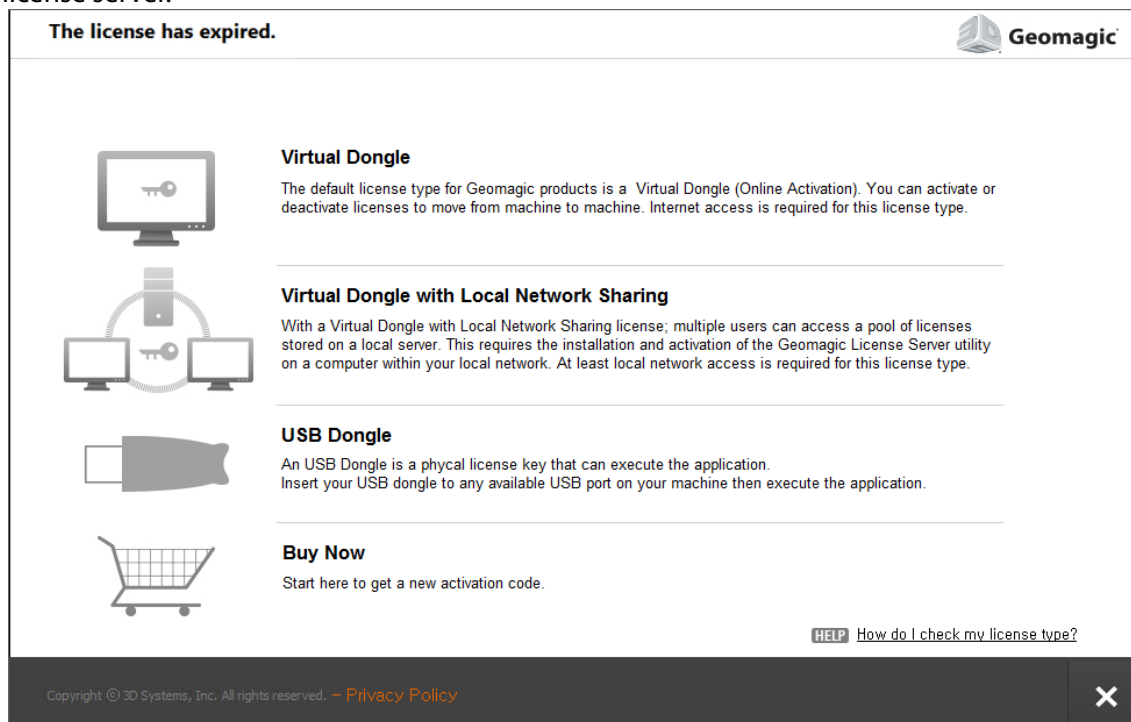 license server.
The license has expired.
Geomagic
Virtual Dongle
The default license type for Geomagic products is a Virtual Dongle (Online Activation). You can activate or
deactivate licenses to move from machine to machine. Internet access is required for this license type.
Virtual Dongle with Local Network Sharing
With a Virtual Dongle with Local Network Sharing license; multiple users can access a pool of licenses
stored on a local server. This requires the installation and activation of the Geomagic License Server utility
on a computer within your local network. At least local network access is required for this license type.
USB Dongle
An USB Dongle is a phycal license key that can execute the application.
Insert your USB dongle to any available USB port on your machine then execute the application.
Buy Now
Start here to get a new activation code.
HELP How do I check my license type?
Copyright © 3D Systems, Inc. All rights reserved. – Privacy Policy